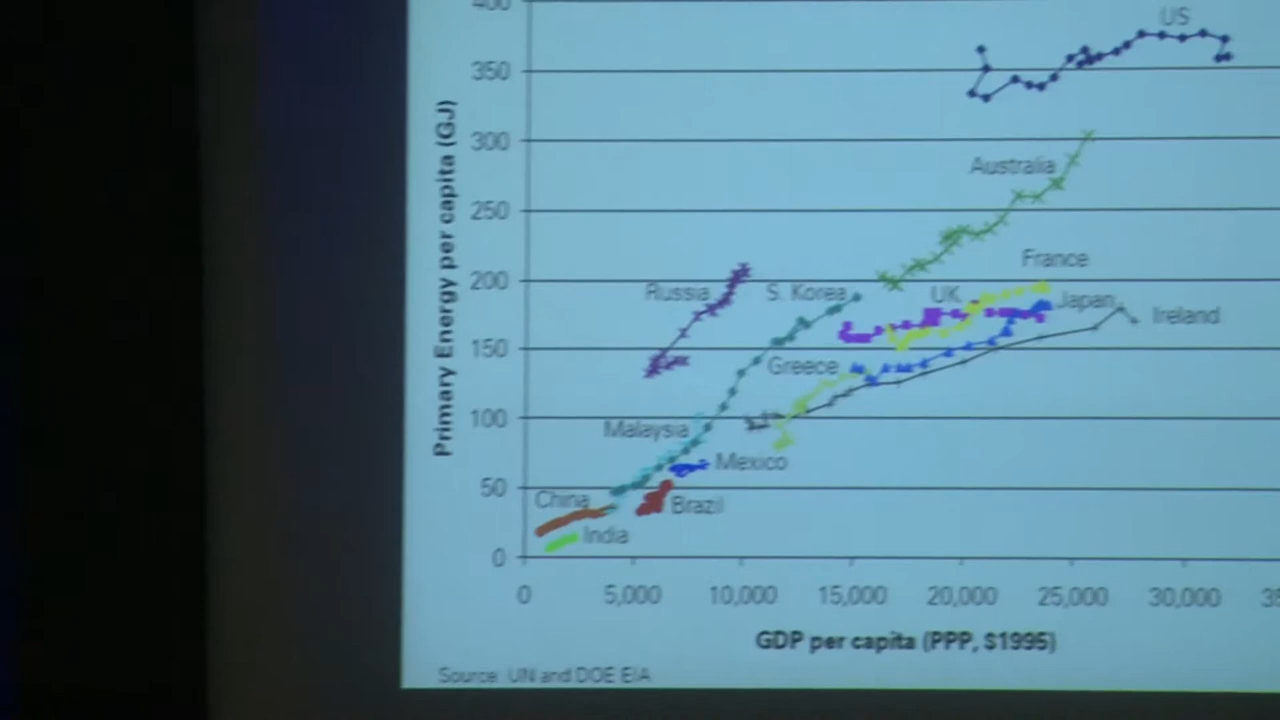 400
US
350
300
Australia
250
France
200
Russia
S. Korea
UK
Japan
Ireland
150
Greece
100
Malaysia
Mexico
50
China
Brazil
India
0
0 5,000 10,000 15,000 20,000 25,000 30,000
Primary Energy per capita (GJ)
GDP per capita (PPP, $1995)
Source: UN and DOE EIA